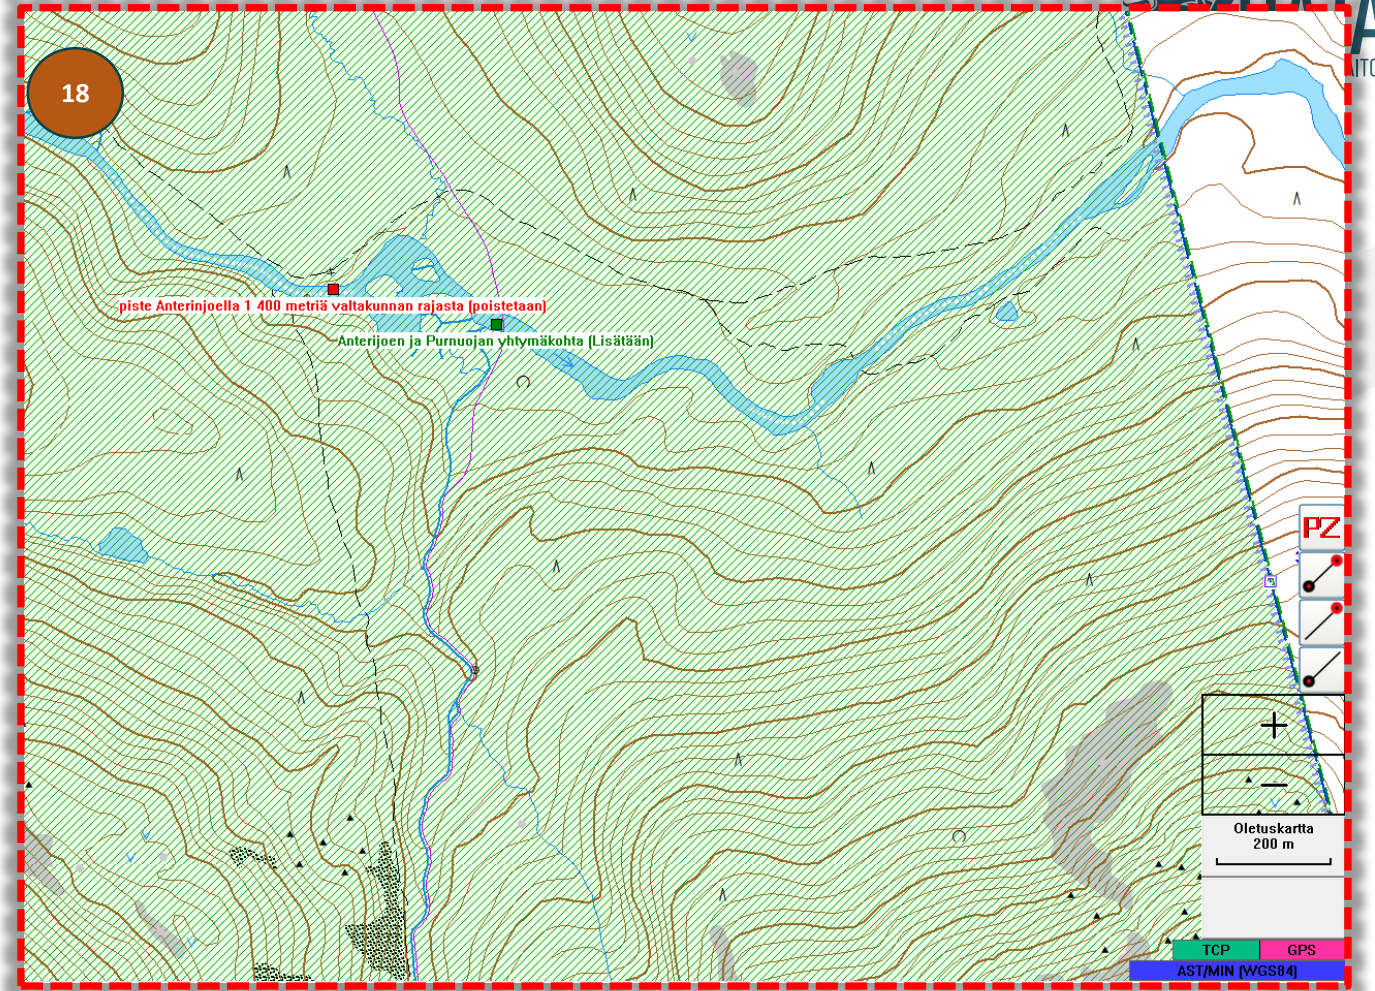 18
piste Anterinjoella 1 400 metriä valtakunnan rajasta (poistetaan)
Anterijoen ja Purnuojan yhtymäkohta (Lisätään)
PZ
+
−
Oletuskartta
200 m
TCP GPS
AST/MIN (WGS84)